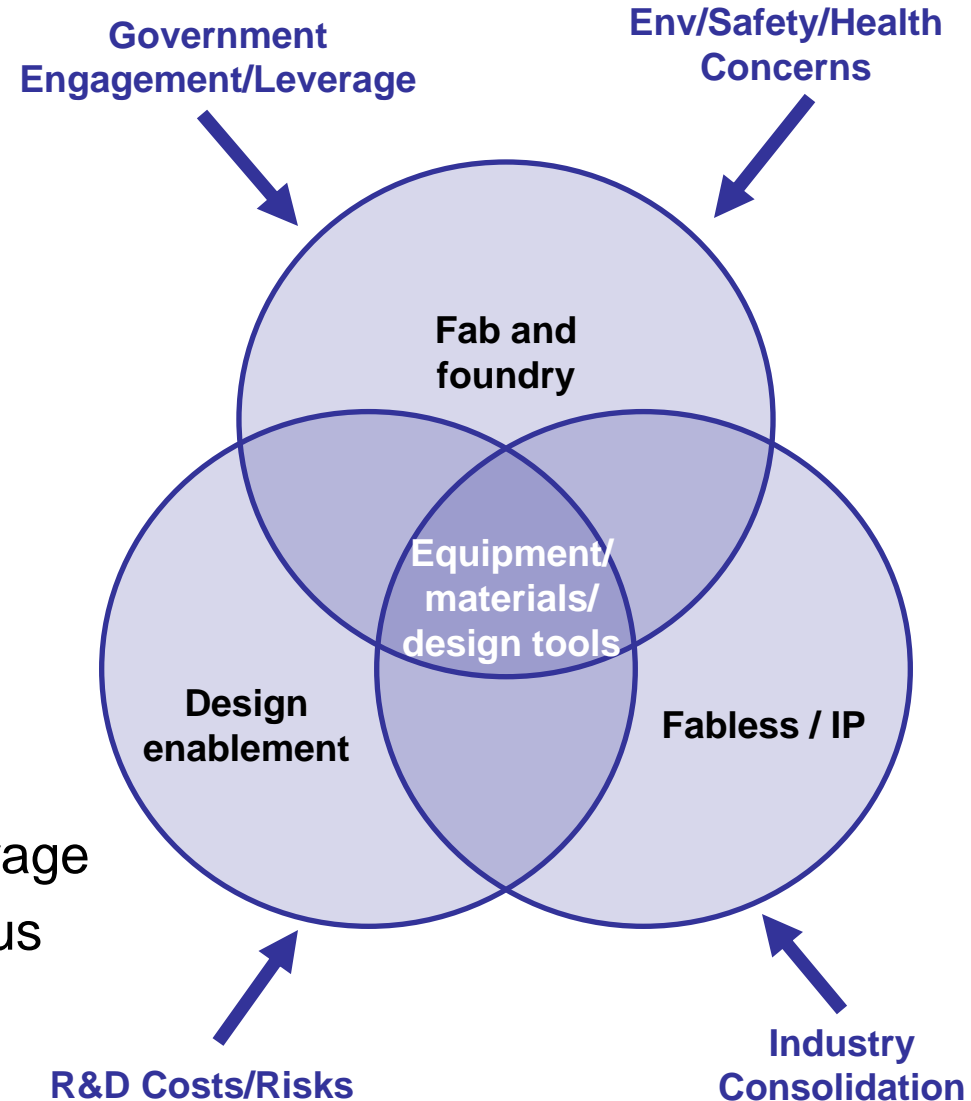 Government
Engagement/Leverage
Env/Safety/Health
Concerns
Fab and
foundry
Equipment/
materials/
design tools
Design
enablement
Fabless / IP
us
R&D Costs/Risks
Industry
Consolidation